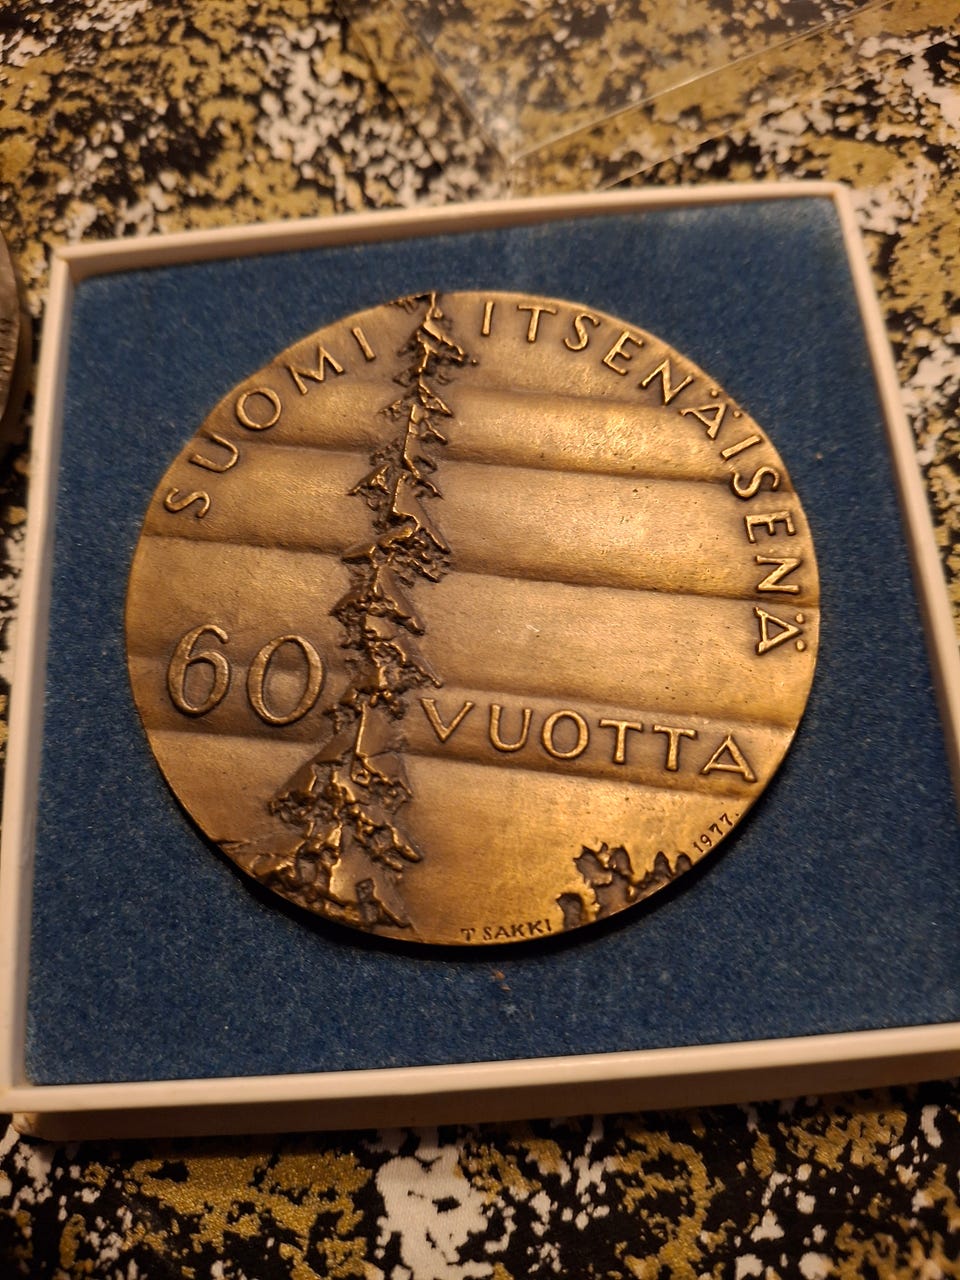 SUOMI ITSENÄISENÄ
60 VUOTTA
T SAKKI
1977.